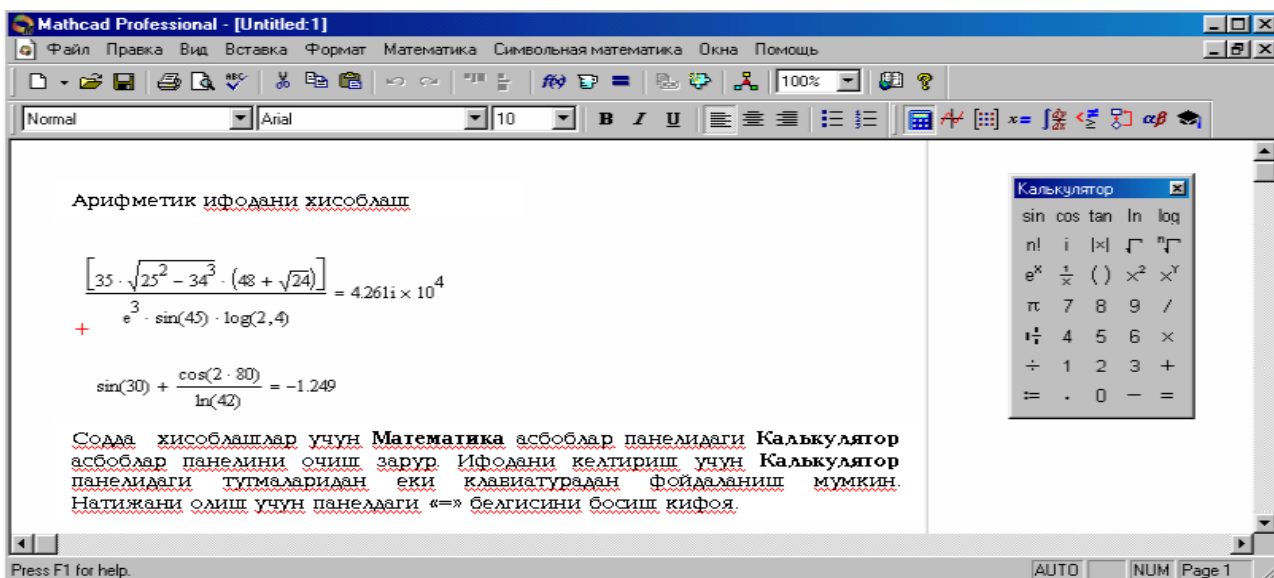 Mathcad Professional - [Untitled:1]
Файл Правка Вид Вставка Формат Математика Символьная математика Окна Помощь
100%
Normal Arial 10 B I U
Арифметик ифодани хисоблаш
[35 · √(25² − 34³) · (48 + √24)] / (e³ · sin(45) · log(2,4)) = 4.261i × 10⁴
sin(30) + cos(2 · 80) / ln(42) = −1.249
Содда хисоблашлар учун Математика асбоблар панелидаги Калькулятор
асбоблар панелини очиш зарур. Ифодани келтириш учун Калькулятор
панелидаги тугмаларидан еки клавиатурадан фойдаланиш мумкин.
Натижани олиш учун панелдаги «=» белгисини босиш кифоя.
Калькулятор
sin cos tan ln log
n! i |×| √ ⁿ√
eˣ 1/x ( ) ×² ×ʸ
π 7 8 9 /
4 5 6 ×
÷ 1 2 3 +
:= . 0 − =
Press F1 for help.
AUTO NUM Page 1